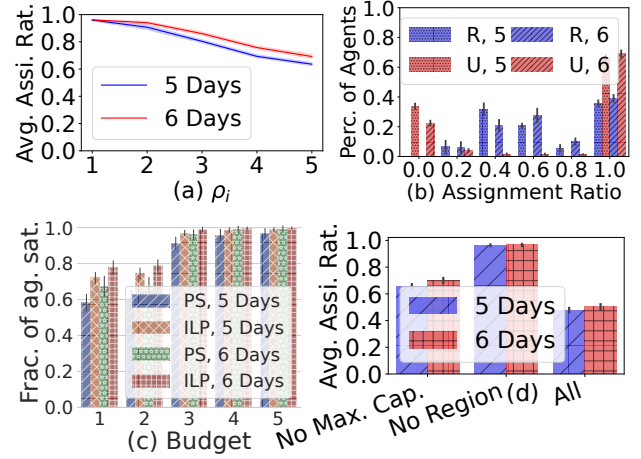 Avg. Assi. Rat.
1.0
0.8
0.6
0.4
0.2
0.0
5 Days
6 Days
1 2 3 4 5
(a) ρi
Perc. of Agents
1.0
0.8
0.6
0.4
0.2
0.0
R, 5 R, 6
U, 5 U, 6
0.0 0.2 0.4 0.6 0.8 1.0
(b) Assignment Ratio
Frac. of ag. sat.
1.0
0.8
0.6
0.4
0.2
0.0
PS, 5 Days
ILP, 5 Days
PS, 6 Days
ILP, 6 Days
1 2 3 4 5
(c) Budget
Avg. Assi. Rat.
1.0
0.8
0.6
0.4
0.2
0.0
5 Days
6 Days
No Max. Cap.
No Region
All
(d)